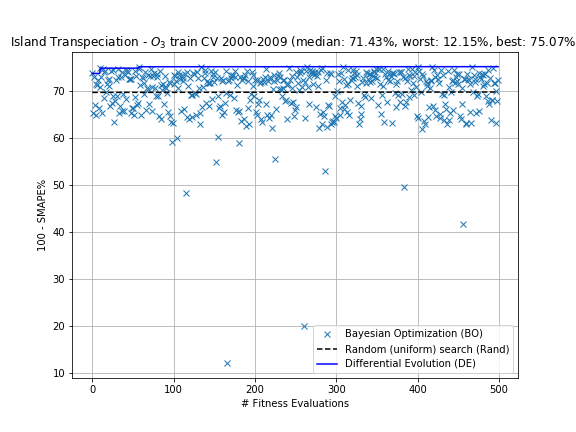 Island Transpeciation - O3 train CV 2000-2009 (median: 71.43%, worst: 12.15%, best: 75.07%
70
60
50
40
30
20
10
100 - SMAPE%
Bayesian Optimization (BO)
Random (uniform) search (Rand)
Differential Evolution (DE)
0 100 200 300 400 500
# Fitness Evaluations